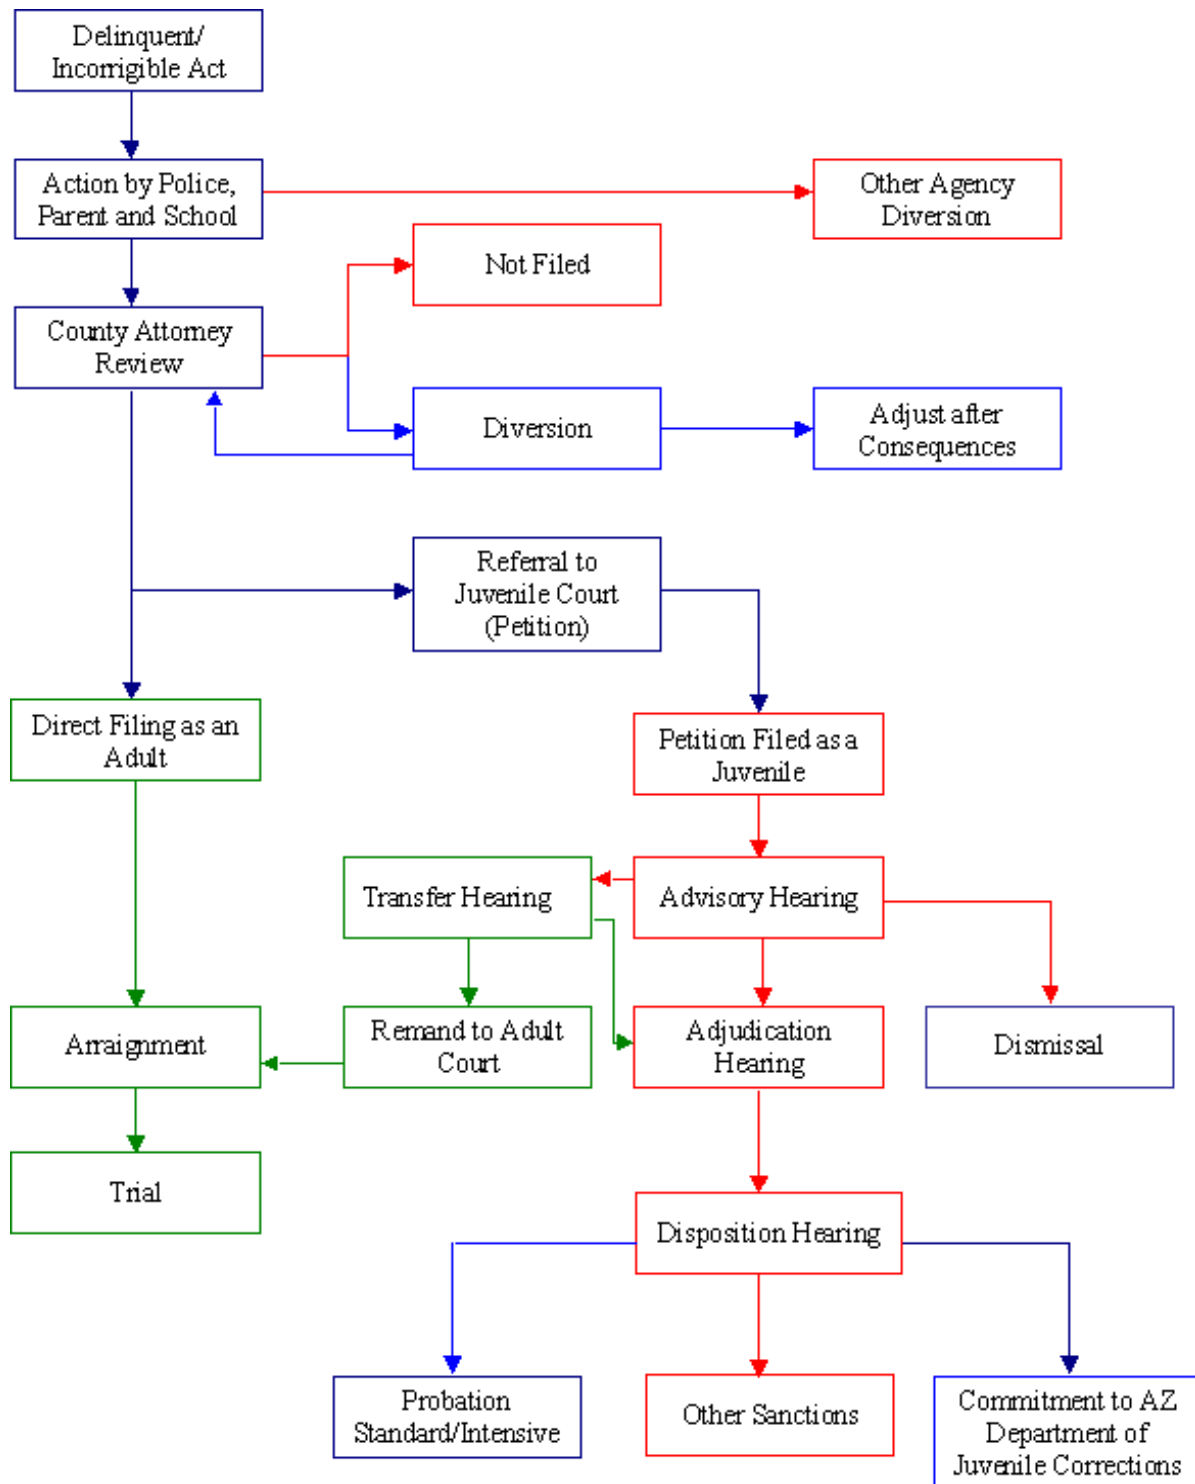 Delinquent/
Incorrigible Act
Action by Police,
Parent and School
Other Agency
Diversion
Not Filed
County Attorney
Review
Diversion
Adjust after
Consequences
Referral to
Juvenile Court
(Petition)
Direct Filing as an
Adult
Petition Filed as a
Juvenile
Transfer Hearing
Advisory Hearing
Arraignment
Remand to Adult
Court
Adjudication
Hearing
Dismissal
Trial
Disposition Hearing
Probation
Standard/Intensive
Other Sanctions
Commitment to AZ
Department of
Juvenile Corrections